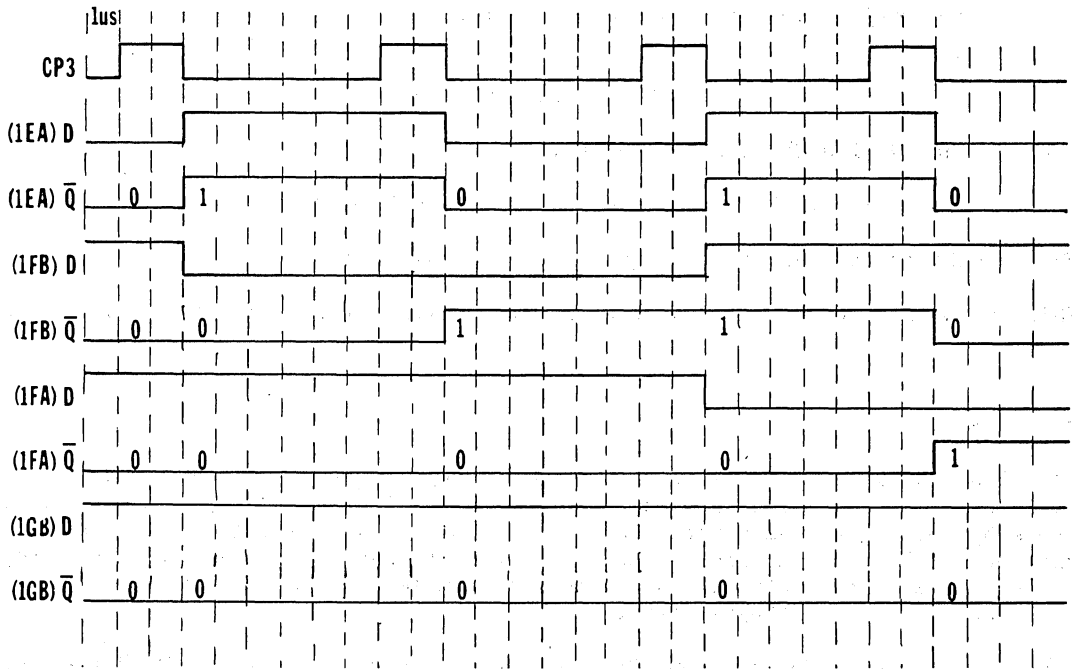 1us
CP3
(1EA) D
(1EA) Q̅ 0 1 0 1 0
(1FB) D
(1FB) Q̅ 0 0 1 1 0
(1FA) D
(1FA) Q̅ 0 0 0 0 1
(1GB) D
(1GB) Q̅ 0 0 0 0 0